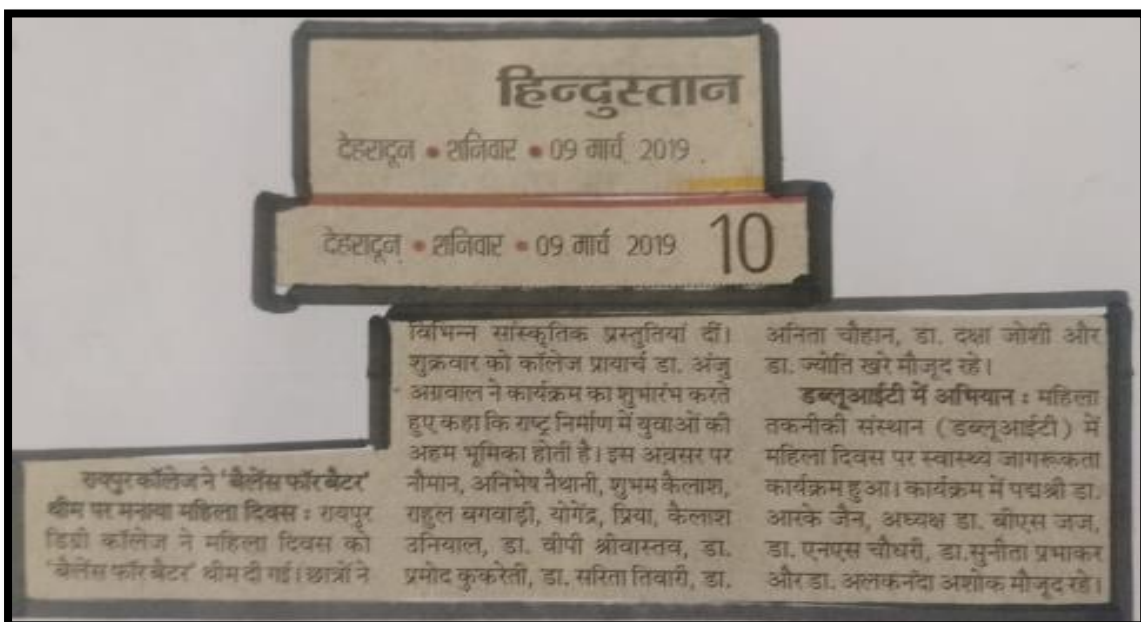 हिन्दुस्तान
देहरादून • शनिवार • 09 मार्च 2019
देहरादून • शनिवार • 09 मार्च 2019 10
रायपुर कॉलेज ने 'बैलेंस फॉर बैटर'
थीम पर मनाया महिला दिवस : रायपुर
डिग्री कॉलेज ने महिला दिवस को
'बैलेंस फॉर बैटर' थीम दी गई। छात्रों ने
विभिन्न सांस्कृतिक प्रस्तुतियां दीं।
शुक्रवार को कॉलेज प्राचार्य डा. अंजु
अग्रवाल ने कार्यक्रम का शुभारंभ करते
हुए कहा कि राष्ट्र निर्माण में युवाओं की
अहम भूमिका होती है। इस अवसर पर
नौमान, अनिभेष नैथानी, शुभम कैलाश,
राहुल बगवाड़ी, योगेंद्र, प्रिया, कैलाश
उनियाल, डा. वीपी श्रीवास्तव, डा.
प्रमोद कुकरेती, डा. सरिता तिवारी, डा.
अनिता चौहान, डा. दक्षा जोशी और
डा. ज्योति खरे मौजूद रहे।
डब्लूआईटी में अभियान : महिला
तकनीकी संस्थान (डब्लूआईटी) में
महिला दिवस पर स्वास्थ्य जागरूकता
कार्यक्रम हुआ। कार्यक्रम में पद्मश्री डा.
आरके जैन, अध्यक्ष डा. बीएस जज,
डा. एनएस चौधरी, डा.सुनीता प्रभाकर
और डा. अलकनंदा अशोक मौजूद रहे।